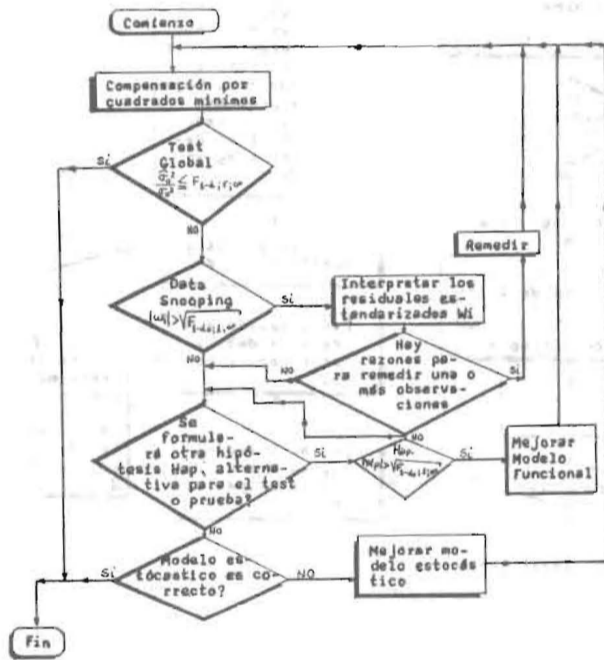 Comienzo
Compensación por
cuadrados mínimos
Test
Global
Si
NO
Data
Snooping
Si
NO
Interpretar los
residuales es-
tandarizados Wi
Remedir
Hay
razones pa-
ra remedir una o
más observa-
ciones
NO
Si
NO
Se
formula-
rá otra hipó-
tesis Hap. alterna-
tiva para el test
o prueba?
Si
NO
Hap.
Si
Mejorar
Modelo
Funcional
Modelo es-
tócastico es co-
rrecto?
Si
NO
Mejorar mo-
delo estocás
tico
Fin